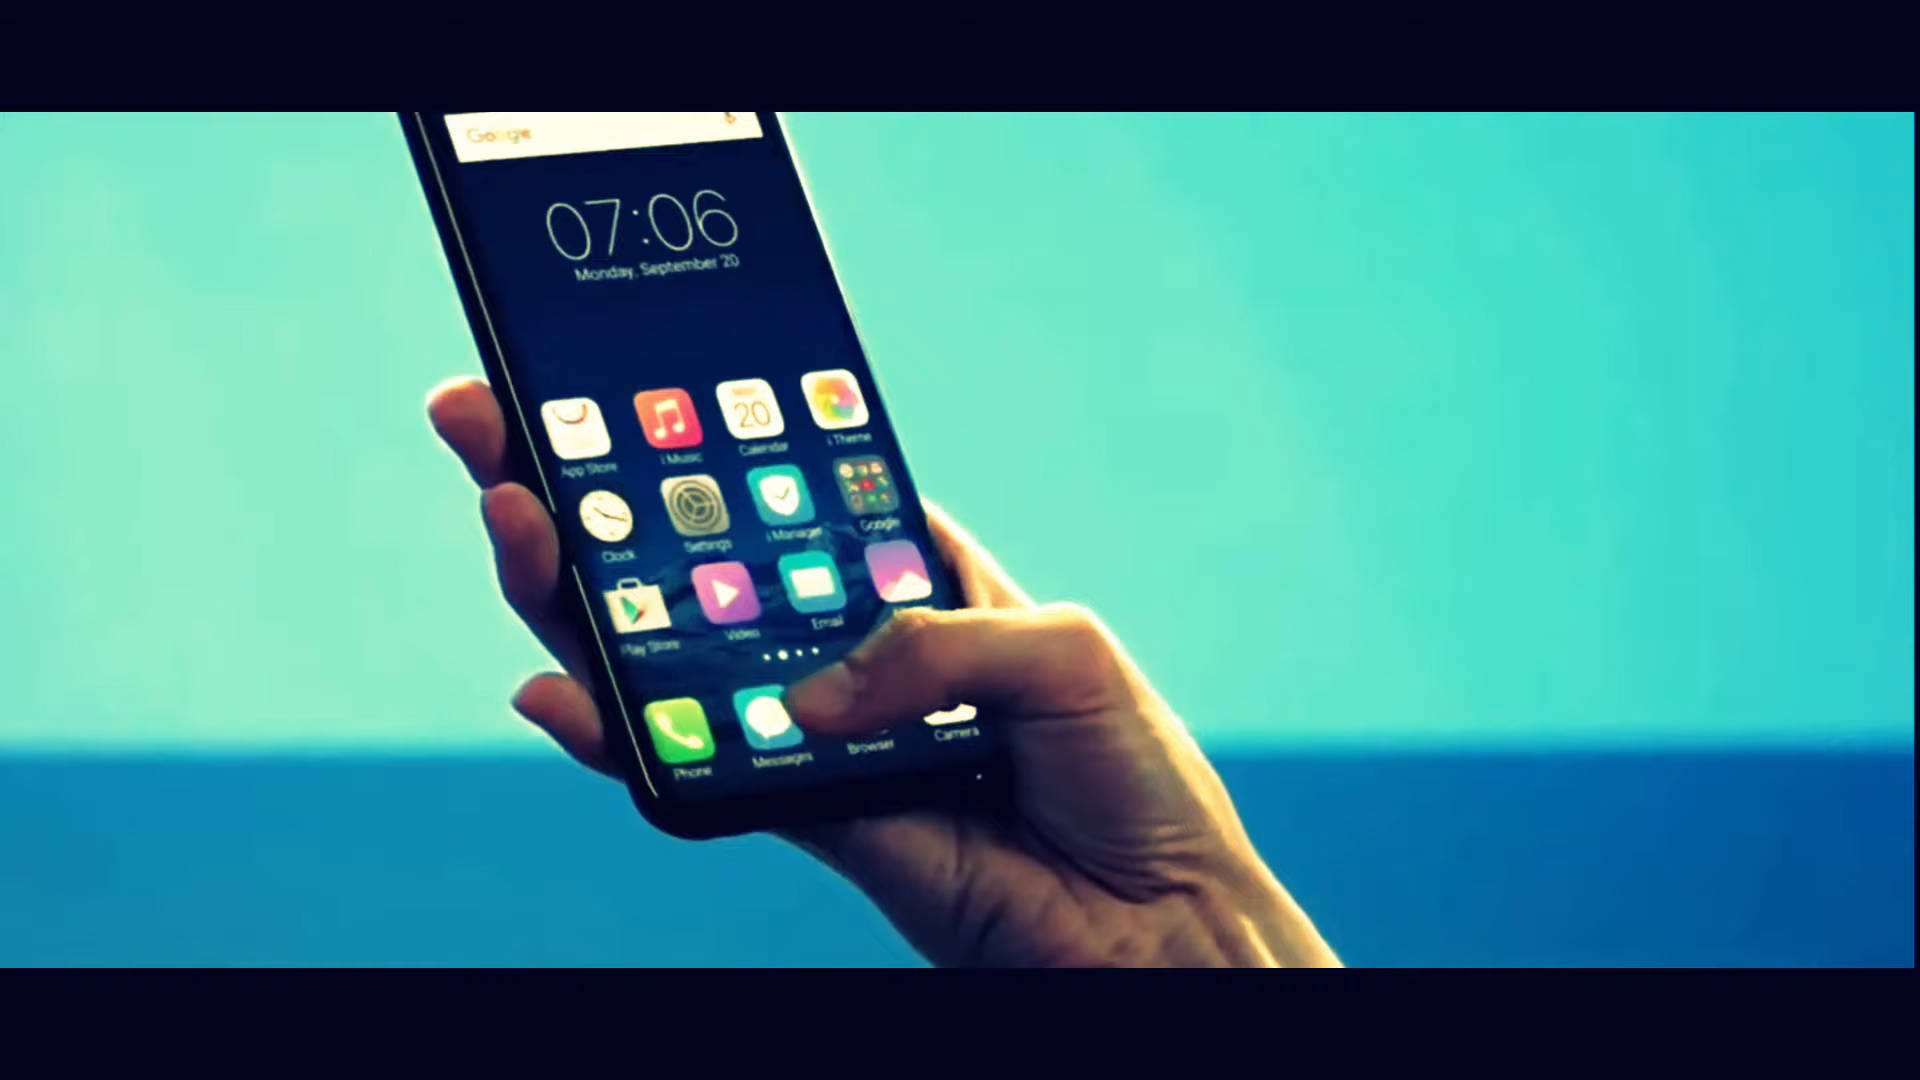 Google
07:06
Monday, September 20
App Store
i Music
20
Calendar
i Theme
Clock
Settings
i Manager
Google
Play Store
Video
Email
Phone
Messages
Browser
Camera